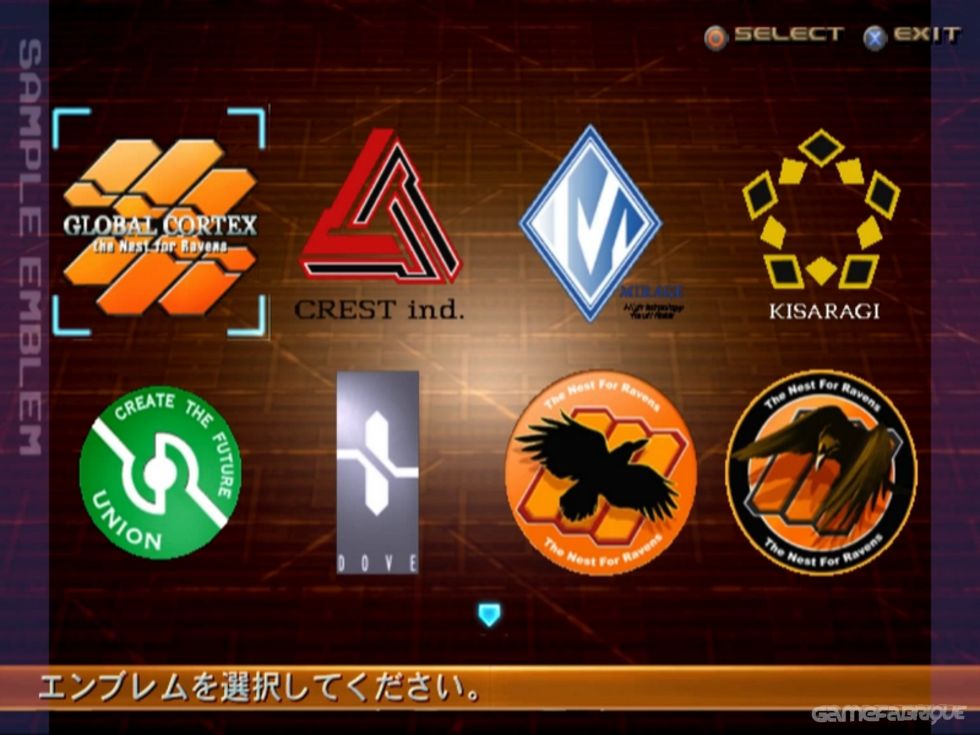 SELECT
EXIT
SAMPLE EMBLEM
GLOBAL CORTEX
the Nest for Ravens
CREST ind.
MIRAGE
KISARAGI
CREATE THE FUTURE
UNION
DOVE
The Nest For Ravens
The Nest For Ravens
The Nest For Ravens
The Nest For Ravens
エンブレムを選択してください。
GAMEFABRIQUE